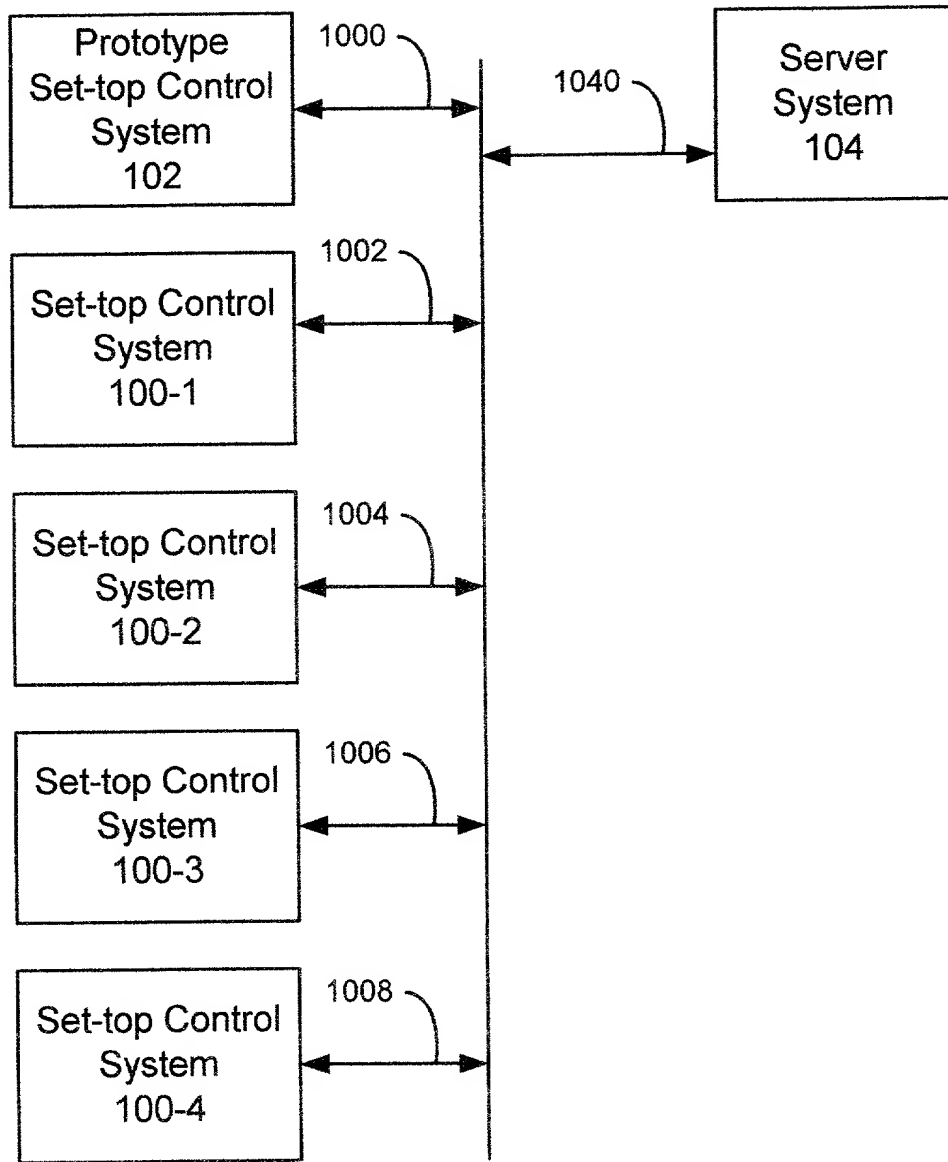 Prototype
Set-top Control
System
102
1000
1040
Server
System
104
1002
Set-top Control
System
100-1
1004
Set-top Control
System
100-2
1006
Set-top Control
System
100-3
1008
Set-top Control
System
100-4